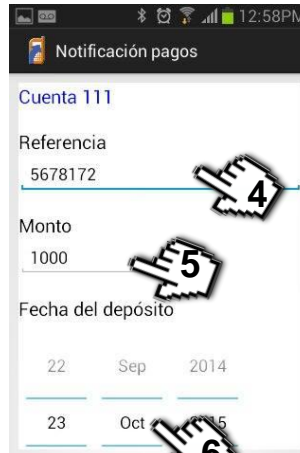 12:58PM
Notificación pagos
Cuenta 111
Referencia
5678172
4
Monto
1000
5
Fecha del depósito
22 Sep 2014
23 Oct
6